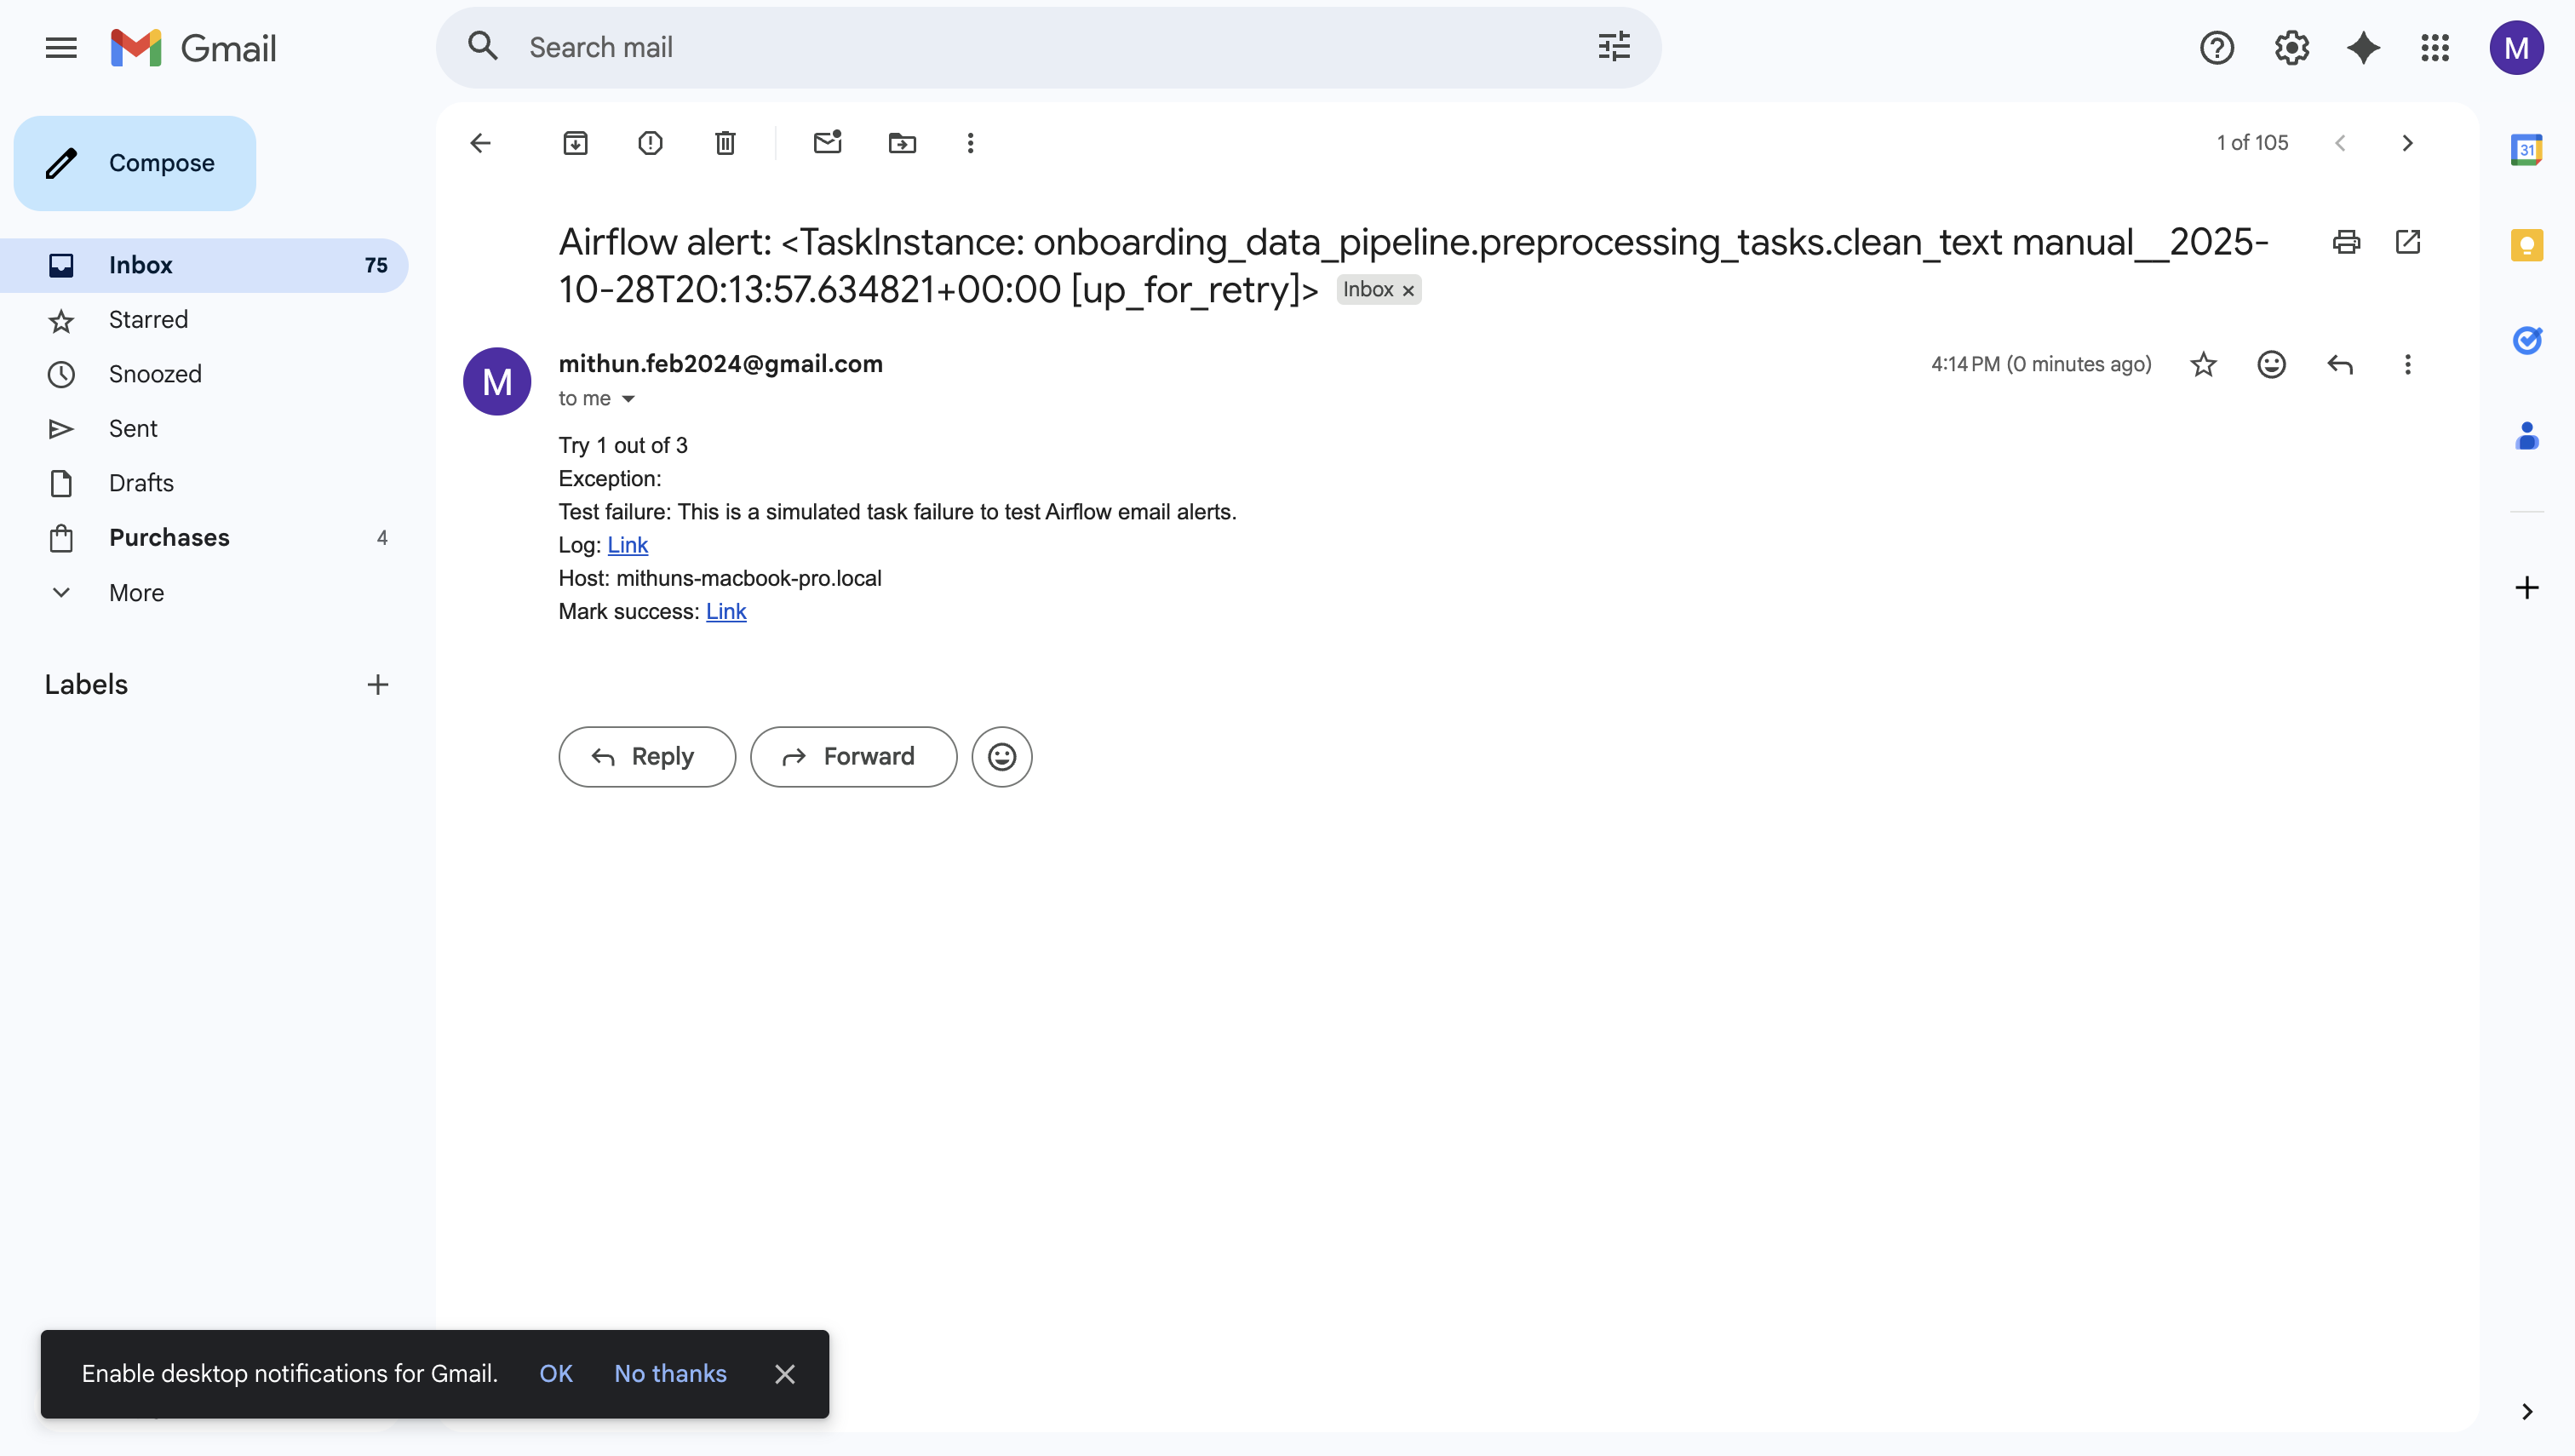 Gmail
Search mail
M
Compose
1 of 105
31
Inbox 75
Starred
Snoozed
Sent
Drafts
Purchases 4
More
Labels
Airflow alert: <TaskInstance: onboarding_data_pipeline.preprocessing_tasks.clean_text manual__2025-
10-28T20:13:57.634821+00:00 [up_for_retry]> Inbox ×
M
mithun.feb2024@gmail.com
4:14 PM (0 minutes ago)
to me
Try 1 out of 3
Exception:
Test failure: This is a simulated task failure to test Airflow email alerts.
Log: Link
Host: mithuns-macbook-pro.local
Mark success: Link
Reply
Forward
Enable desktop notifications for Gmail. OK No thanks